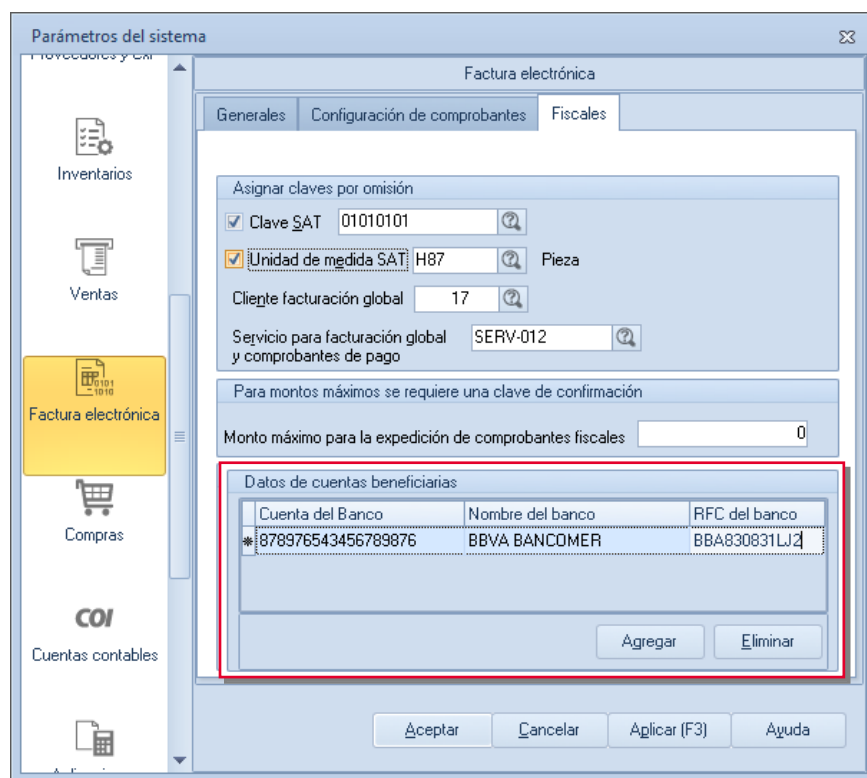 Parámetros del sistema
Proveedores y cxP
Inventarios
Ventas
Factura electrónica
Compras
COI
Cuentas contables
Factura electrónica
Generales
Configuración de comprobantes
Fiscales
Asignar claves por omisión
Clave SAT 01010101
Unidad de medida SAT H87 Pieza
Cliente facturación global 17
Servicio para facturación global SERV-012
y comprobantes de pago
Para montos máximos se requiere una clave de confirmación
Monto máximo para la expedición de comprobantes fiscales 0
Datos de cuentas beneficiarias
Cuenta del Banco Nombre del banco RFC del banco
878976543456789876 BBVA BANCOMER BBA830831LJ2
Agregar Eliminar
Aceptar Cancelar Aplicar (F3) Ayuda